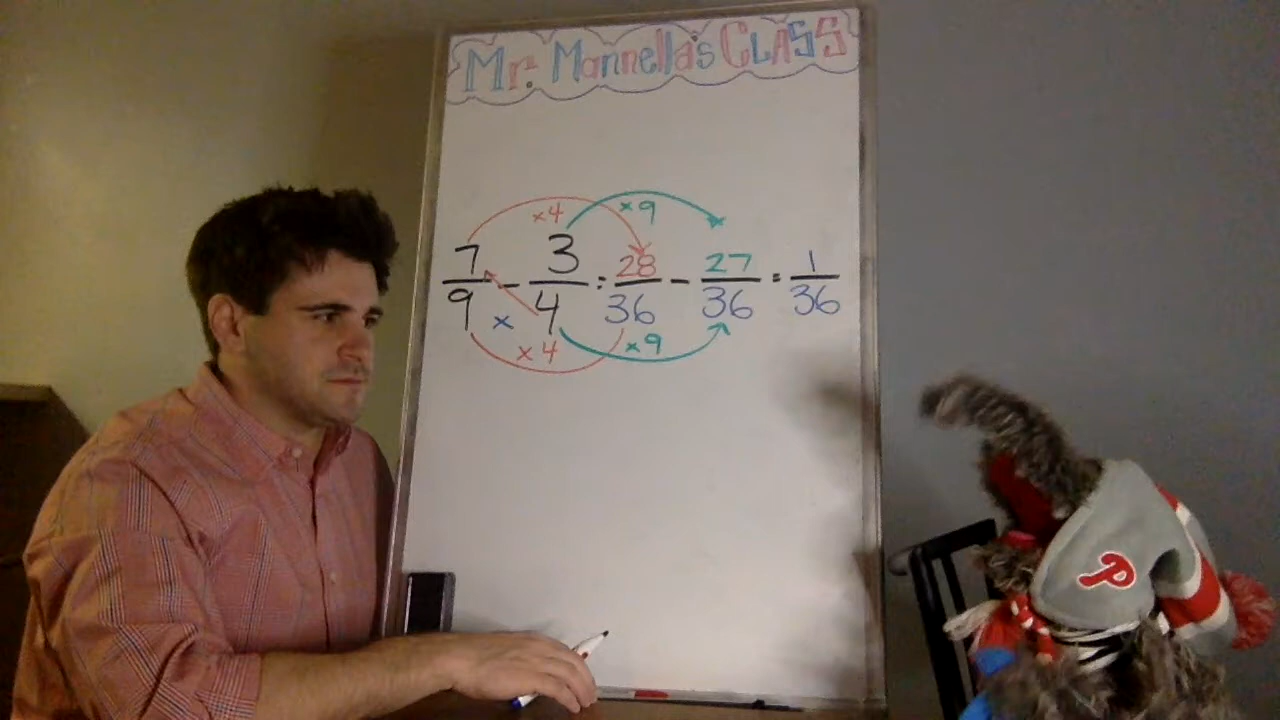 Mr. Mannella's CLASS
×4 ×9
7/9 - 3/4 = 28/36 - 27/36 = 1/36
×
×4 ×9
P